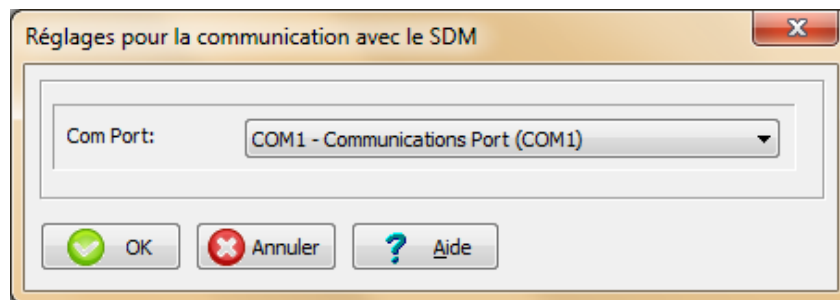 Réglages pour la communication avec le SDM
Com Port:
COM1 - Communications Port (COM1)
OK
Annuler
Aide